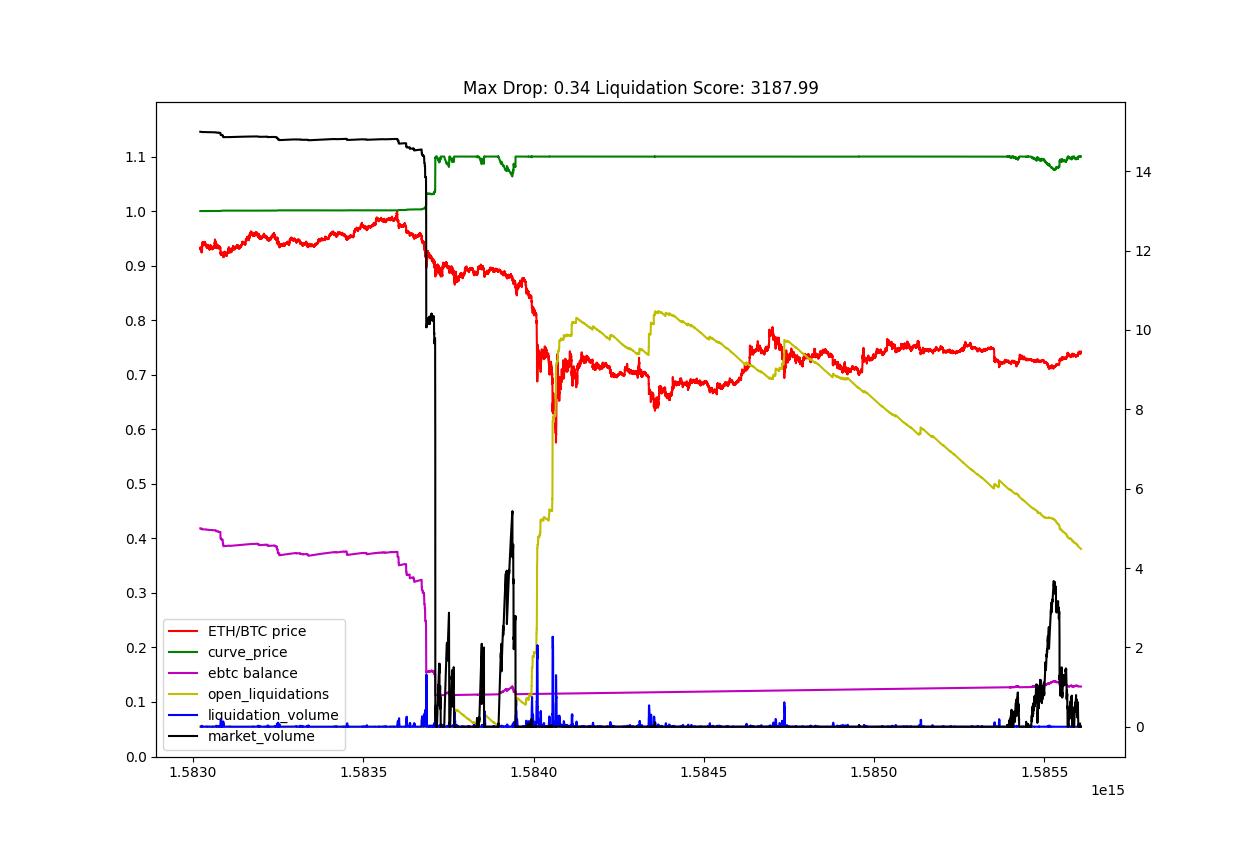 Max Drop: 0.34 Liquidation Score: 3187.99
1.1
1.0
0.9
0.8
0.7
0.6
0.5
0.4
0.3
0.2
0.1
0.0
14
12
10
8
6
4
2
0
ETH/BTC price
curve_price
ebtc balance
open_liquidations
liquidation_volume
market_volume
1.5830 1.5835 1.5840 1.5845 1.5850 1.5855
1e15